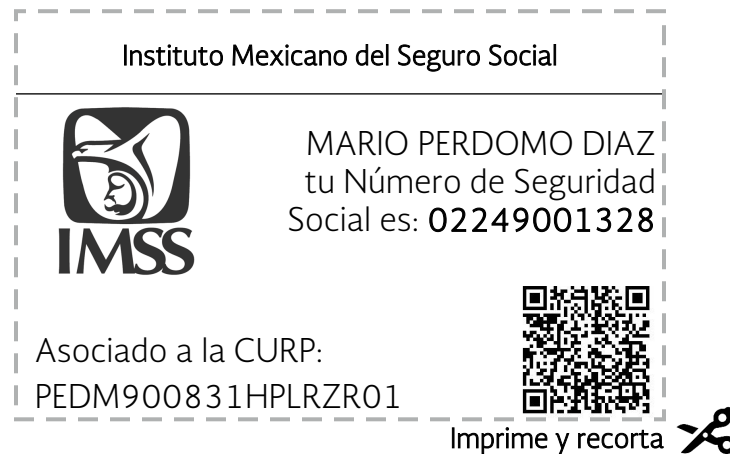 Instituto Mexicano del Seguro Social
MARIO PERDOMO DIAZ
tu Número de Seguridad
Social es: 02249001328
IMSS
Asociado a la CURP:
PEDM900831HPLRZR01
Imprime y recorta